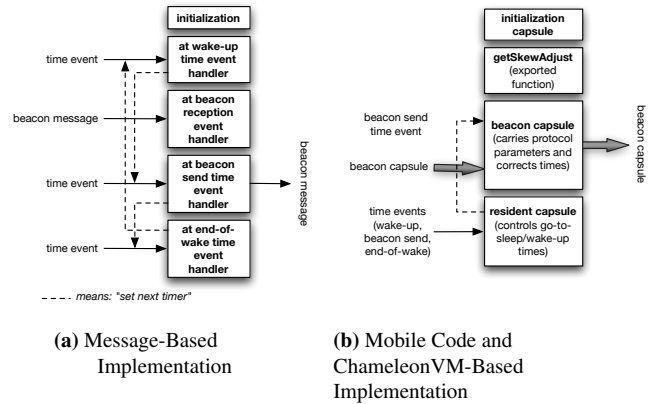 initialization
time event
at wake-up
time event
handler
beacon message
at beacon
reception
event
handler
time event
at beacon
send time
event
handler
beacon message
time event
at end-of-
wake time
event
handler
means: "set next timer"
(a) Message-Based
Implementation
initialization
capsule
getSkewAdjust
(exported
function)
beacon send
time event
beacon capsule
beacon capsule
(carries protocol
parameters and
corrects times)
beacon capsule
time events
(wake-up,
beacon send,
end-of-wake)
resident capsule
(controls go-to-
sleep/wake-up
times)
(b) Mobile Code and
ChameleonVM-Based
Implementation